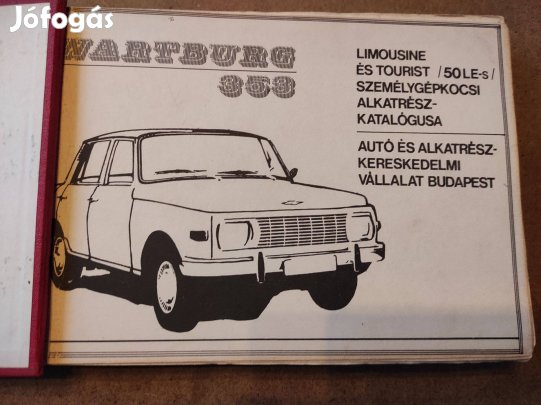 Jófogás
WARTBURG
353
LIMOUSINE
ÉS TOURIST /50 LE-s/
SZEMÉLYGÉPKOCSI
ALKATRÉSZ-
KATALÓGUSA
AUTÓ ÉS ALKATRÉSZ-
KERESKEDELMI
VÁLLALAT BUDAPEST